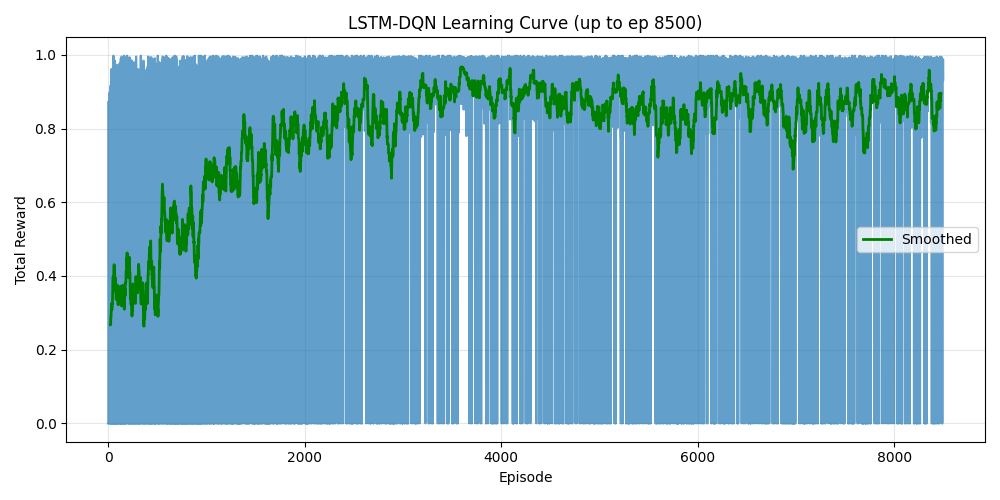 LSTM-DQN Learning Curve (up to ep 8500)
Total Reward
1.0
0.8
0.6
0.4
0.2
0.0
Smoothed
0 2000 4000 6000 8000
Episode